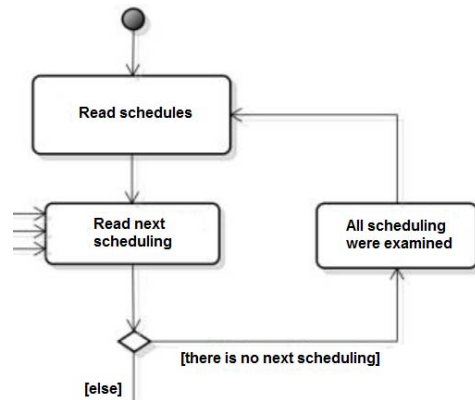 Read schedules
Read next
scheduling
All scheduling
were examined
[there is no next scheduling]
[else]